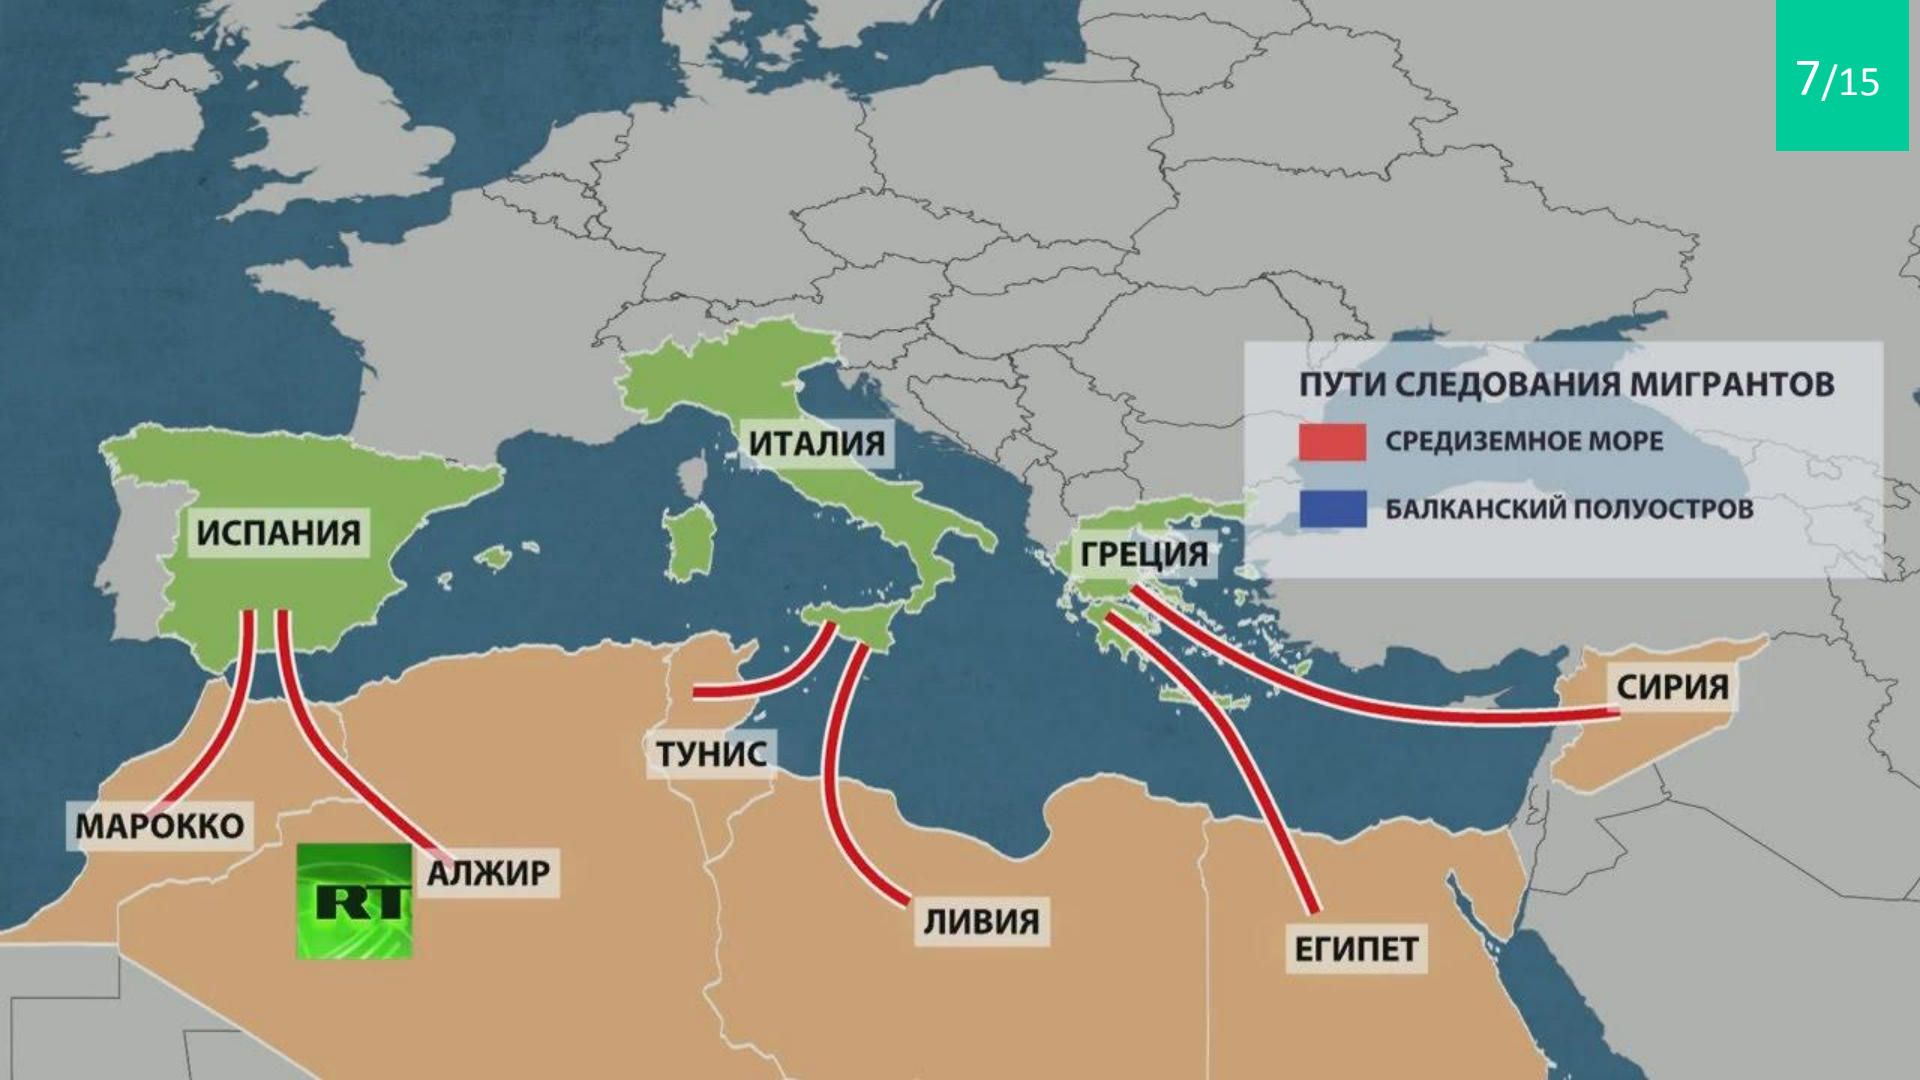 7/15
ПУТИ СЛЕДОВАНИЯ МИГРАНТОВ
СРЕДИЗЕМНОЕ МОРЕ
БАЛКАНСКИЙ ПОЛУОСТРОВ
ИТАЛИЯ
ИСПАНИЯ
ГРЕЦИЯ
СИРИЯ
ТУНИС
МАРОККО
АЛЖИР
RT
ЛИВИЯ
ЕГИПЕТ